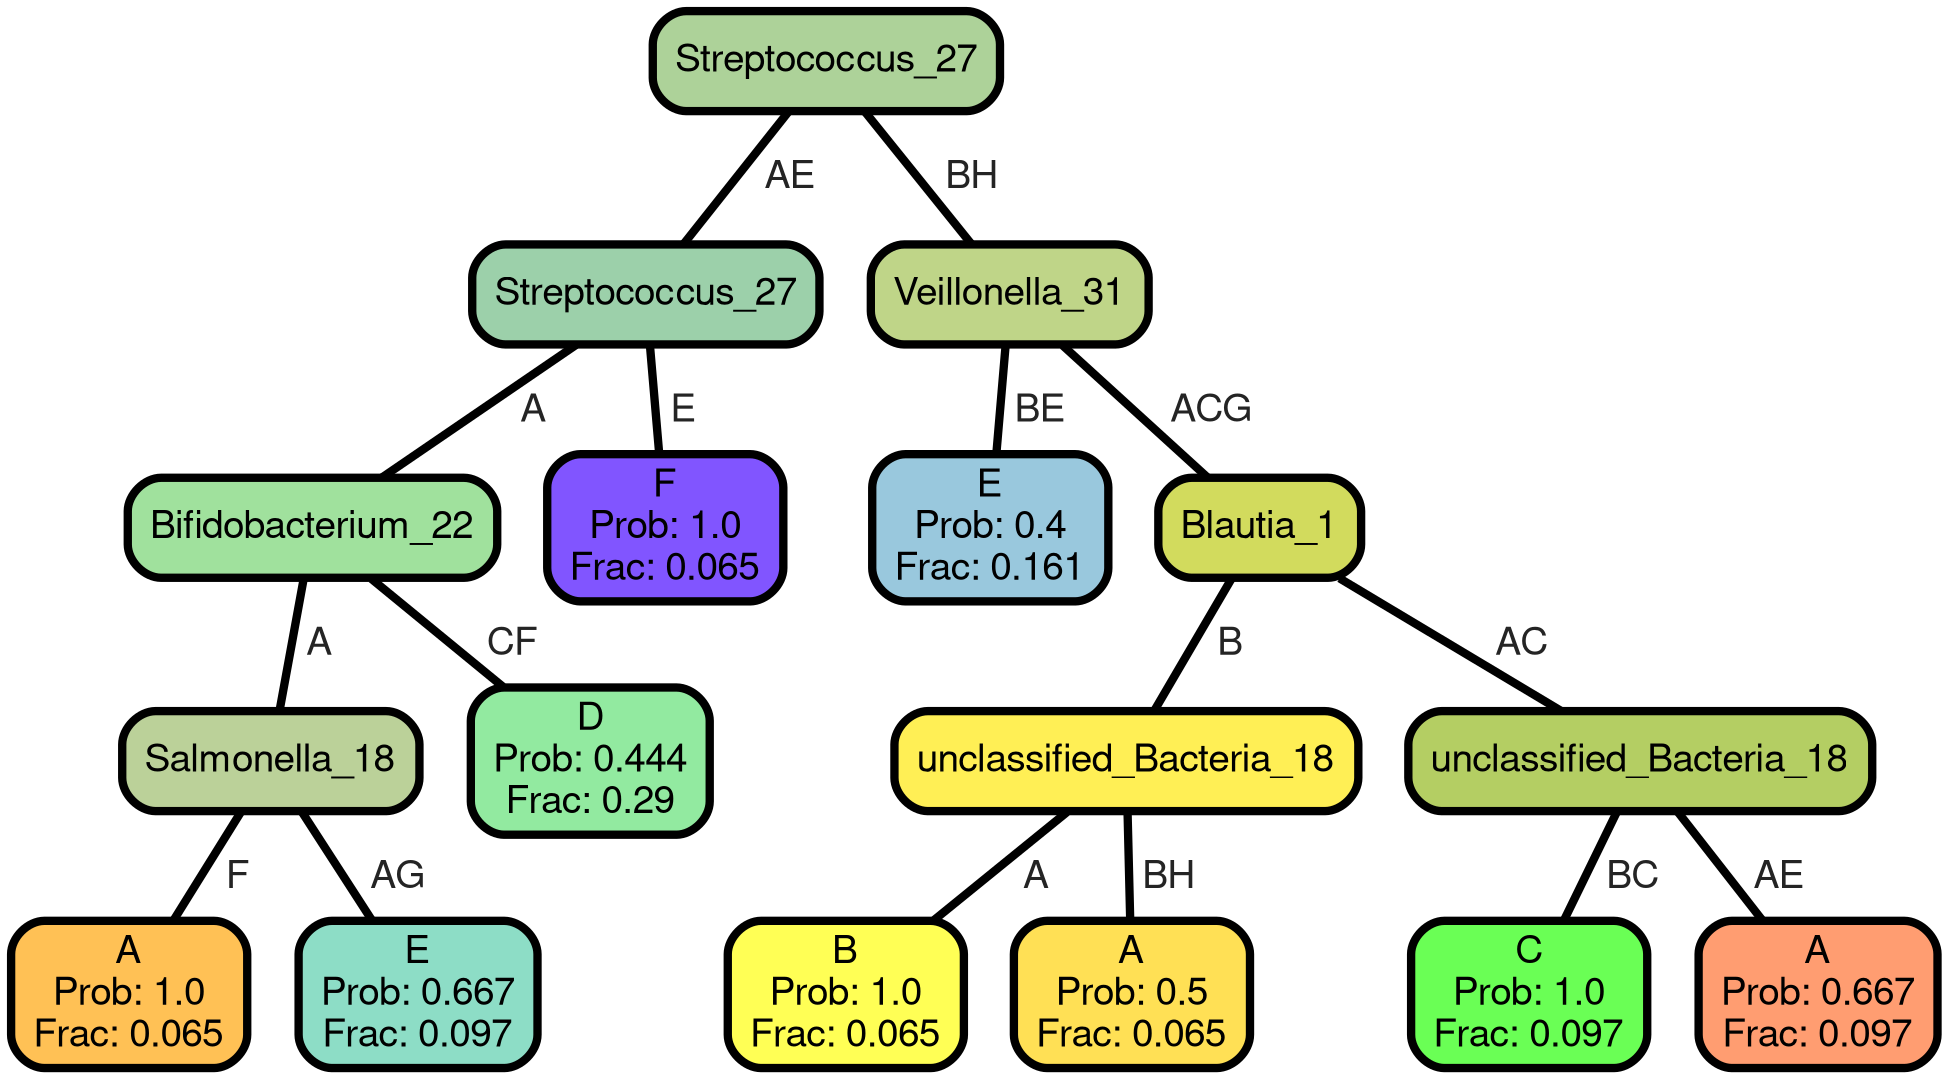 Streptococcus_27
AE
BH
Streptococcus_27
Veillonella_31
A
E
BE
ACG
Bifidobacterium_22
F
Prob: 1.0
Frac: 0.065
E
Prob: 0.4
Frac: 0.161
Blautia_1
A
CF
B
AC
Salmonella_18
D
Prob: 0.444
Frac: 0.29
unclassified_Bacteria_18
unclassified_Bacteria_18
F
AG
A
BH
BC
AE
A
Prob: 1.0
Frac: 0.065
E
Prob: 0.667
Frac: 0.097
B
Prob: 1.0
Frac: 0.065
A
Prob: 0.5
Frac: 0.065
C
Prob: 1.0
Frac: 0.097
A
Prob: 0.667
Frac: 0.097